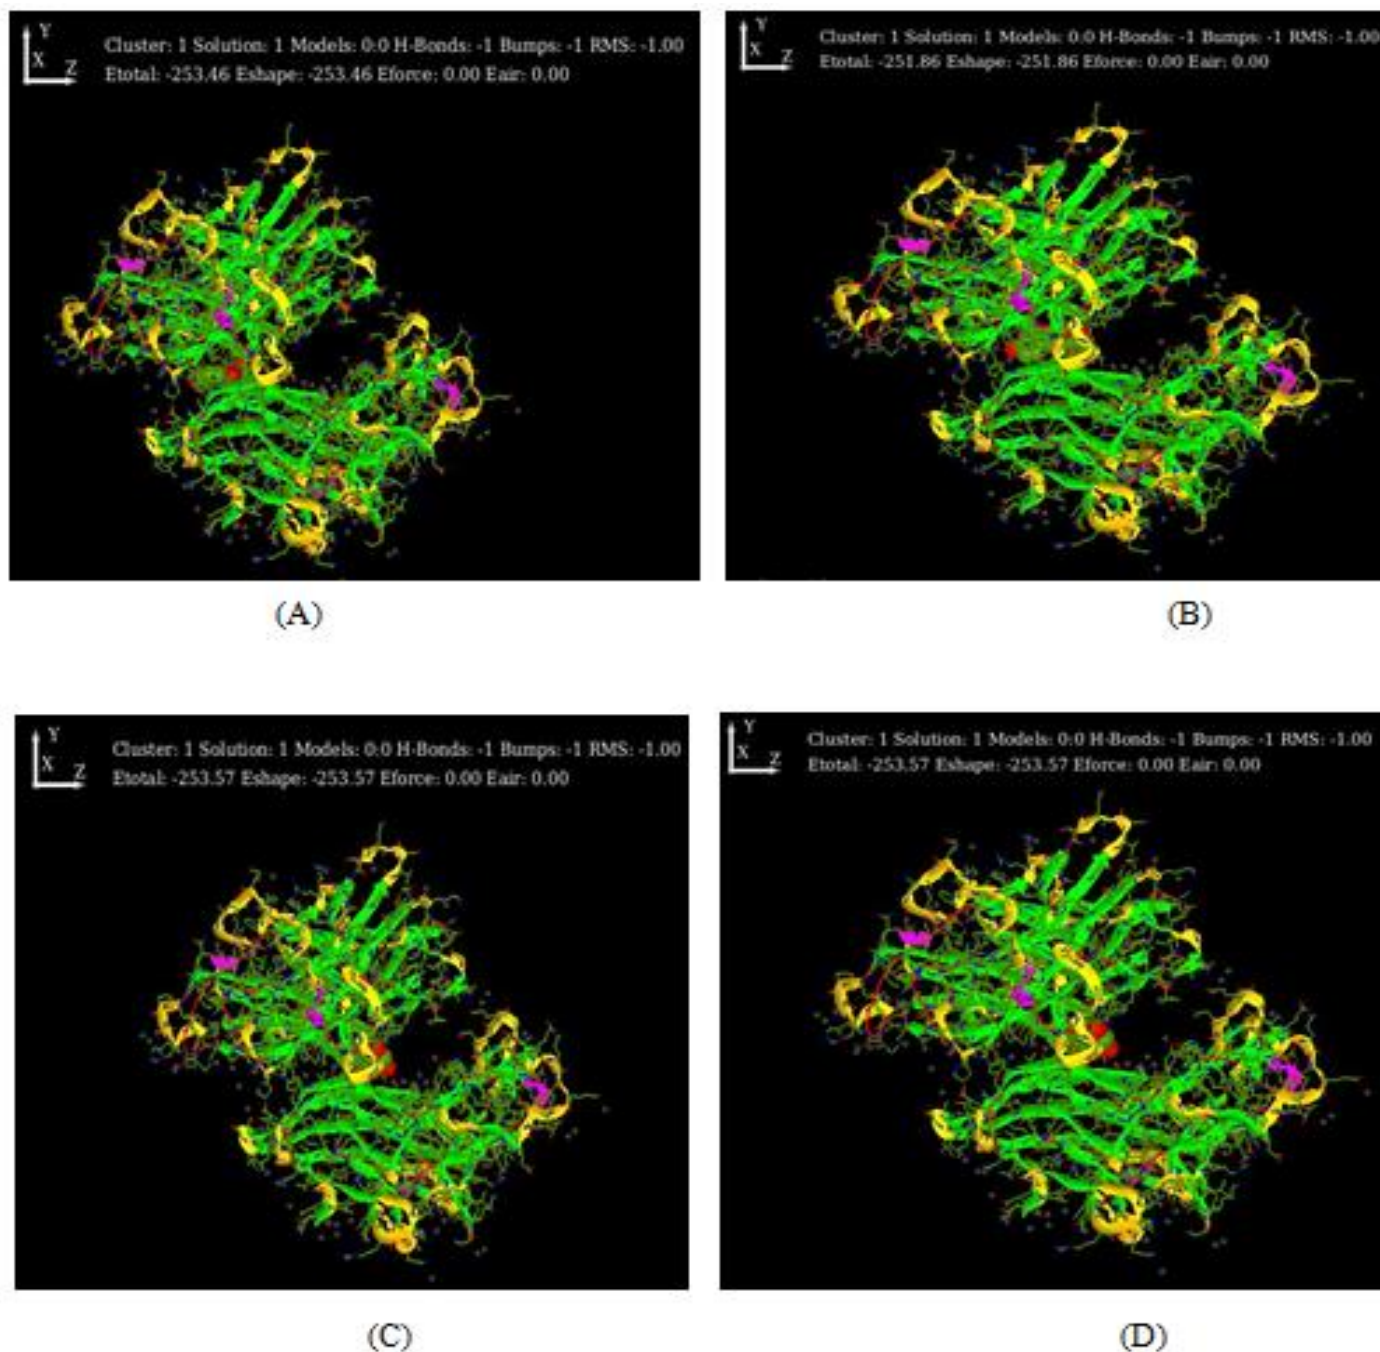 Y
Cluster: 1 Solution: 1 Models: 0:0 H-Bonds: -1 Bumps: -1 RMS: -1.00
X
Z
Etotal: -253.46 Eshape: -253.46 Eforce: 0.00 Eair: 0.00
(A)
Y
Cluster: 1 Solution: 1 Models: 0:0 H-Bonds: -1 Bumps: -1 RMS: -1.00
X
Z
Etotal: -251.86 Eshape: -251.86 Eforce: 0.00 Eair: 0.00
(B)
Y
Cluster: 1 Solution: 1 Models: 0:0 H-Bonds: -1 Bumps: -1 RMS: -1.00
X
Z
Etotal: -253.57 Eshape: -253.57 Eforce: 0.00 Eair: 0.00
(C)
Y
Cluster: 1 Solution: 1 Models: 0:0 H-Bonds: -1 Bumps: -1 RMS: -1.00
X
Z
Etotal: -253.57 Eshape: -253.57 Eforce: 0.00 Eair: 0.00
(D)